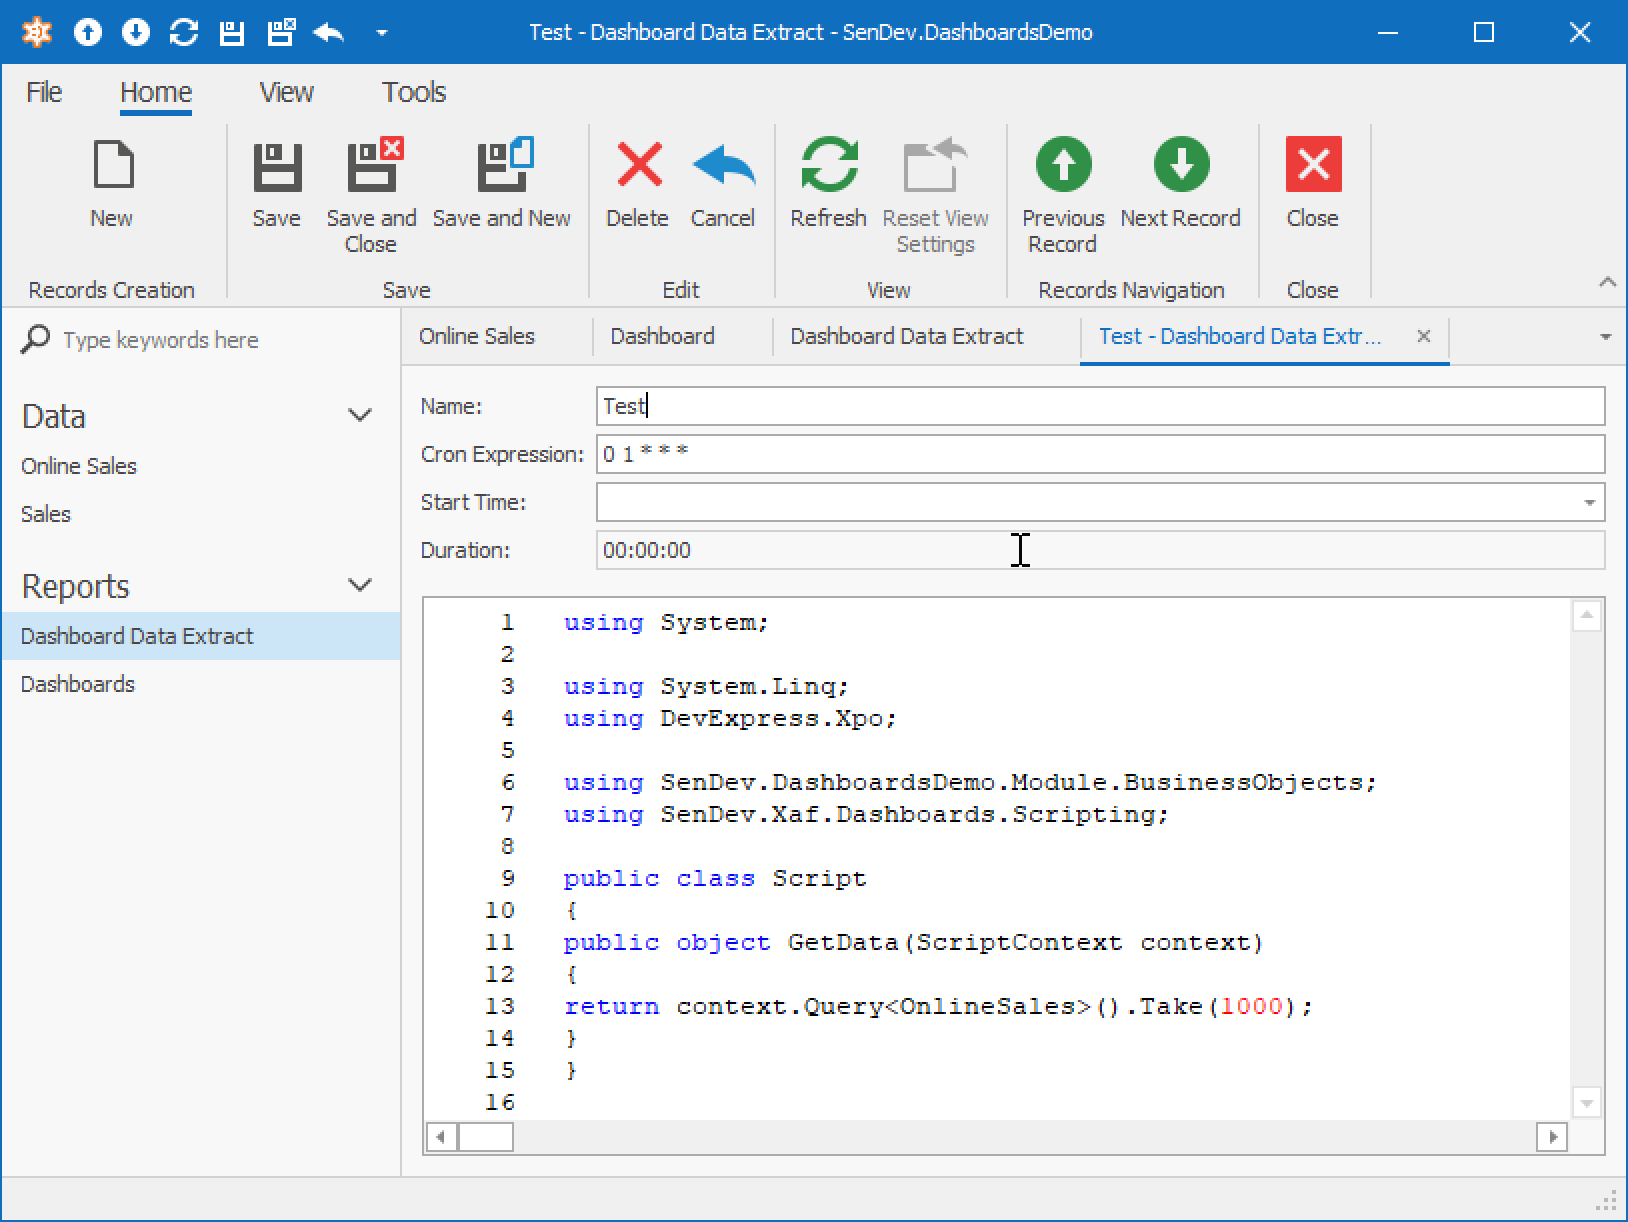 Test - Dashboard Data Extract - SenDev.DashboardsDemo
File Home View Tools
New Save Save and Close Save and New Delete Cancel Refresh Reset View Settings Previous Record Next Record Close
Records Creation Save Edit View Records Navigation Close
Type keywords here
Data
Online Sales
Sales
Reports
Dashboard Data Extract
Dashboards
Online Sales Dashboard Dashboard Data Extract Test - Dashboard Data Extr...
Name: Test
Cron Expression: 0 1 * * *
Start Time:
Duration: 00:00:00
1 using System;
2
3 using System.Linq;
4 using DevExpress.Xpo;
5
6 using SenDev.DashboardsDemo.Module.BusinessObjects;
7 using SenDev.Xaf.Dashboards.Scripting;
8
9 public class Script
10 {
11 public object GetData(ScriptContext context)
12 {
13 return context.Query<OnlineSales>().Take(1000);
14 }
15 }
16